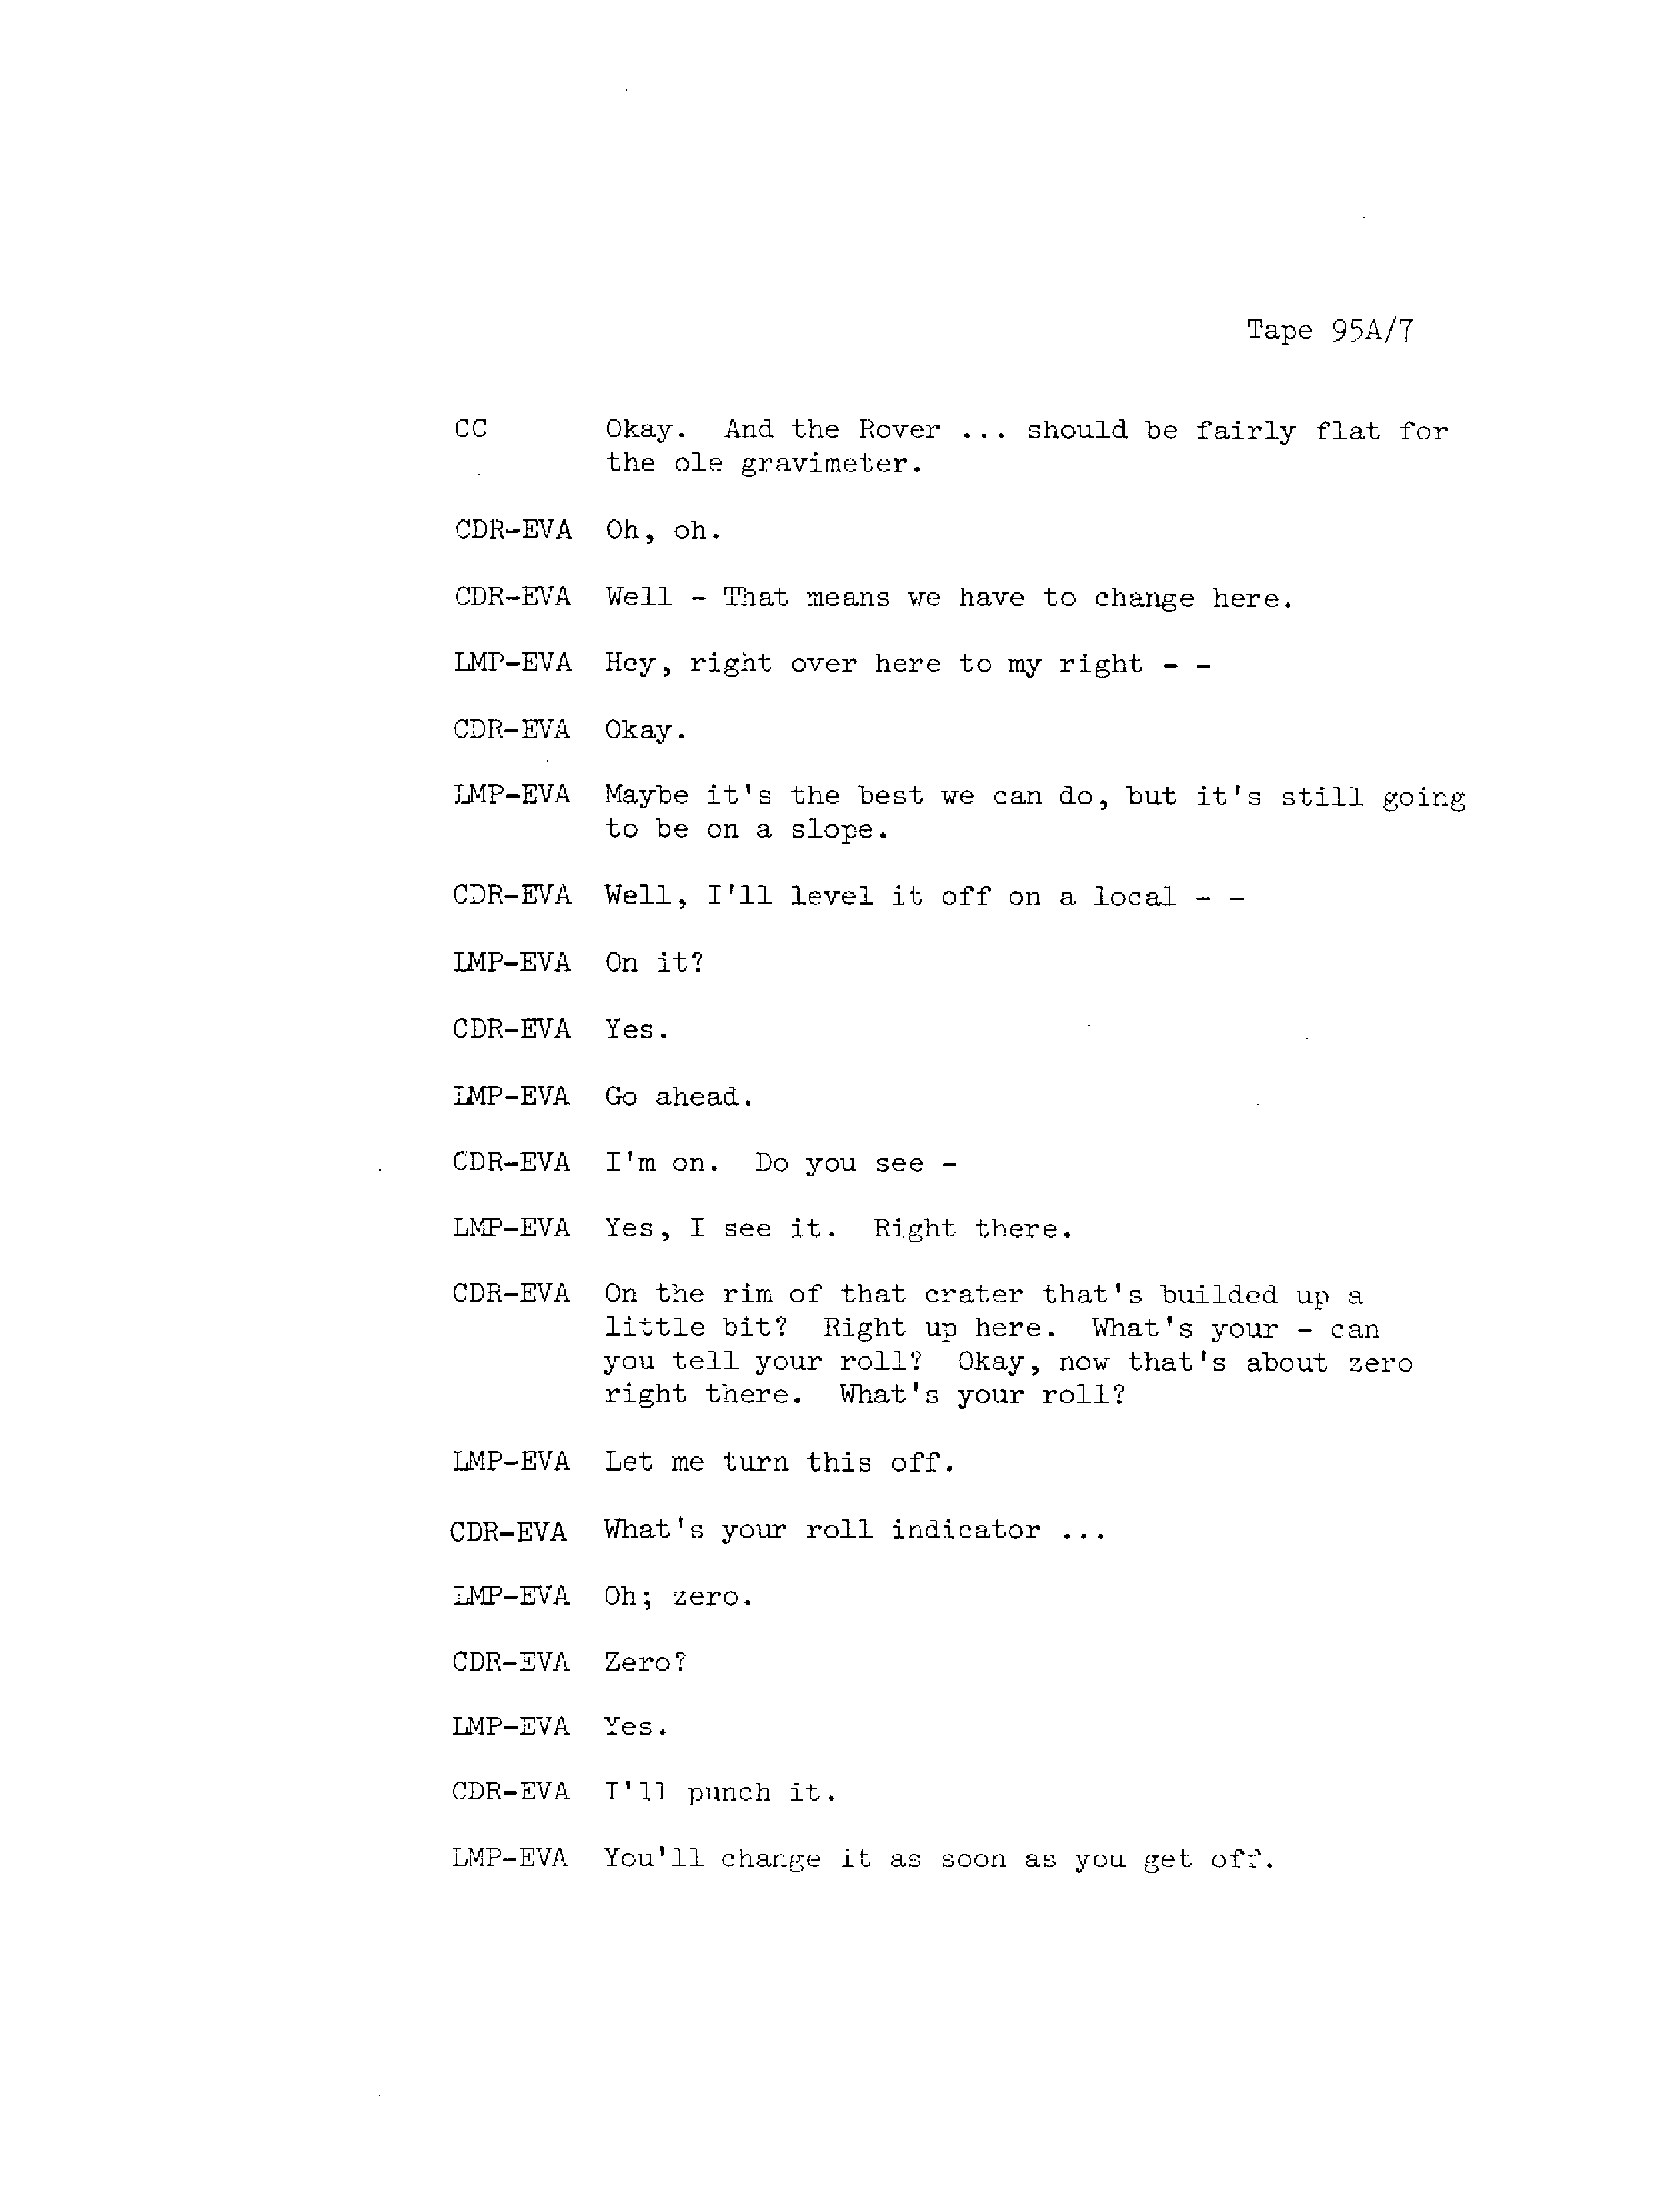 Tape 95A/7
CC Okay. And the Rover ... should be fairly flat for
the ole gravimeter.
CDR-EVA Oh, oh.
CDR-EVA Well - That means we have to change here.
LMP-EVA Hey, right over here to my right - -
CDR-EVA Okay.
LMP-EVA Maybe it's the best we can do, but it's still going
to be on a slope.
CDR-EVA Well, I'll level it off on a local - -
LMP-EVA On it?
CDR-EVA Yes.
LMP-EVA Go ahead.
CDR-EVA I'm on. Do you see -
LMP-EVA Yes, I see it. Right there.
CDR-EVA On the rim of that crater that's builded up a
little bit? Right up here. What's your - can
you tell your roll? Okay, now that's about zero
right there. What's your roll?
LMP-EVA Let me turn this off.
CDR-EVA What's your roll indicator ...
LMP-EVA Oh; zero.
CDR-EVA Zero?
LMP-EVA Yes.
CDR-EVA I'll punch it.
LMP-EVA You'll change it as soon as you get off.